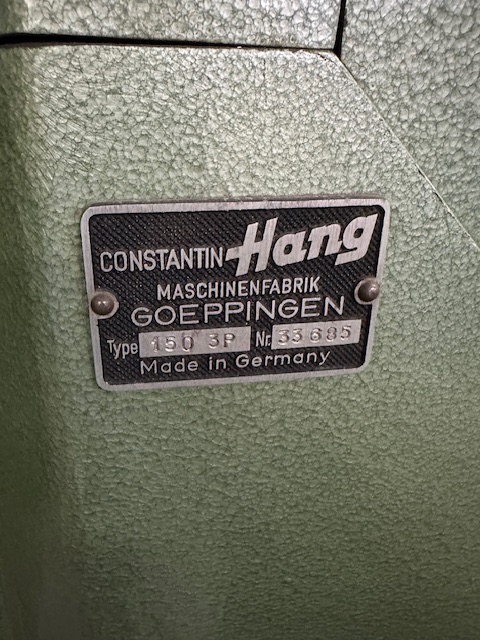 CONSTANTIN Hang
MASCHINENFABRIK
GOEPPINGEN
Type 150 3P Nr. 33685
Made in Germany